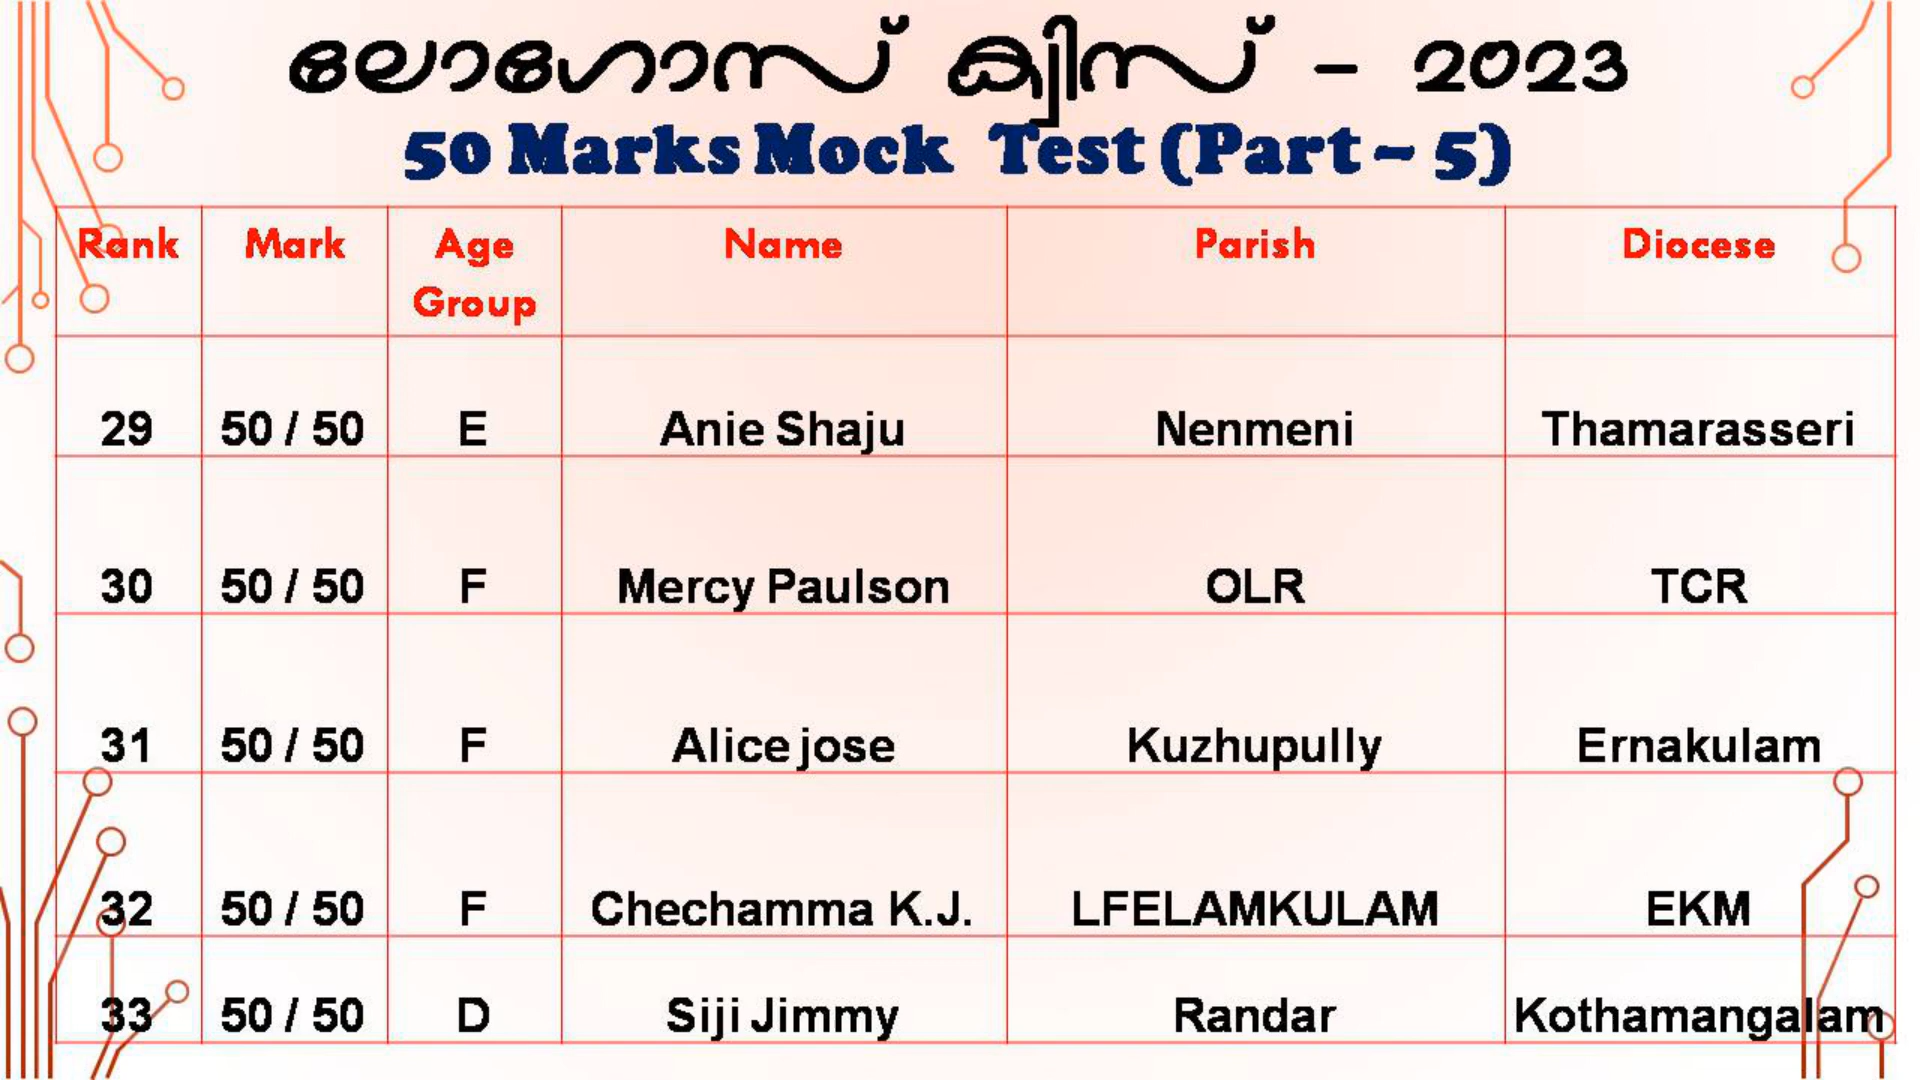 ലോഗോസ് ക്വിസ് - 2023
50 Marks Mock Test (Part - 5)
Rank Mark Age Group Name Parish Diocese
29 50 / 50 E Anie Shaju Nenmeni Thamarasseri
30 50 / 50 F Mercy Paulson OLR TCR
31 50 / 50 F Alice jose Kuzhupully Ernakulam
32 50 / 50 F Chechamma K.J. LFELAMKULAM EKM
33 50 / 50 D Siji Jimmy Randar Kothamangalam